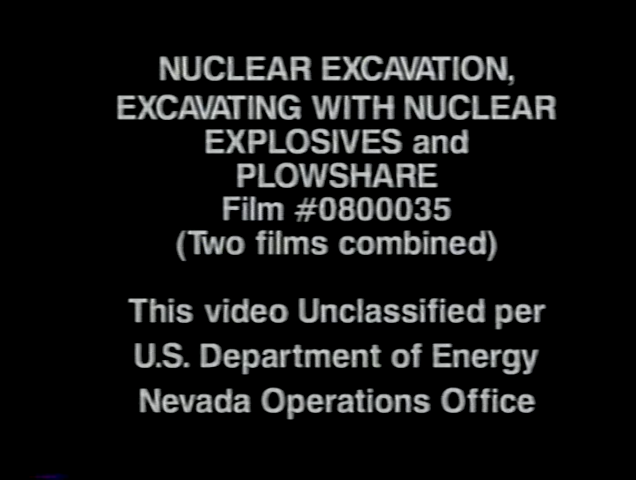 NUCLEAR EXCAVATION,
EXCAVATING WITH NUCLEAR
EXPLOSIVES and
PLOWSHARE
Film #0800035
(Two films combined)
This video Unclassified per
U.S. Department of Energy
Nevada Operations Office